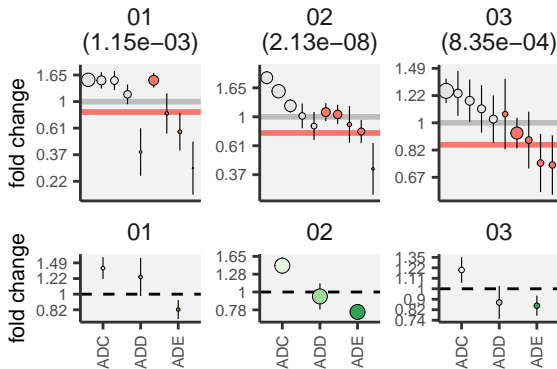 01
(1.15e−03)
02
(2.13e−08)
03
(8.35e−04)
fold change
1.65
1
0.61
0.37
0.22
1.65
1
0.61
0.37
1.49
1.22
1
0.82
0.67
01
02
03
fold change
1.49
1.22
1
0.82
1.65
1.28
1
0.78
1.35
1.22
1.11
1
0.9
0.82
0.74
ADC
ADD
ADE
ADC
ADD
ADE
ADC
ADD
ADE